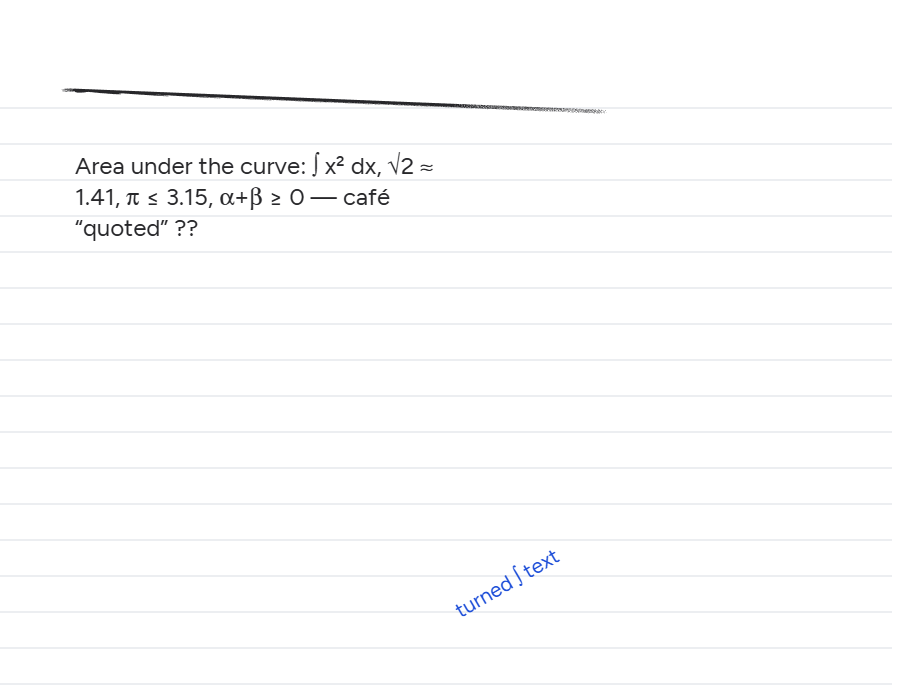 Area under the curve: ∫ x² dx, √2 ≈
1.41, π ≤ 3.15, α+β ≥ 0 — café
“quoted” ??
turned ∫ text